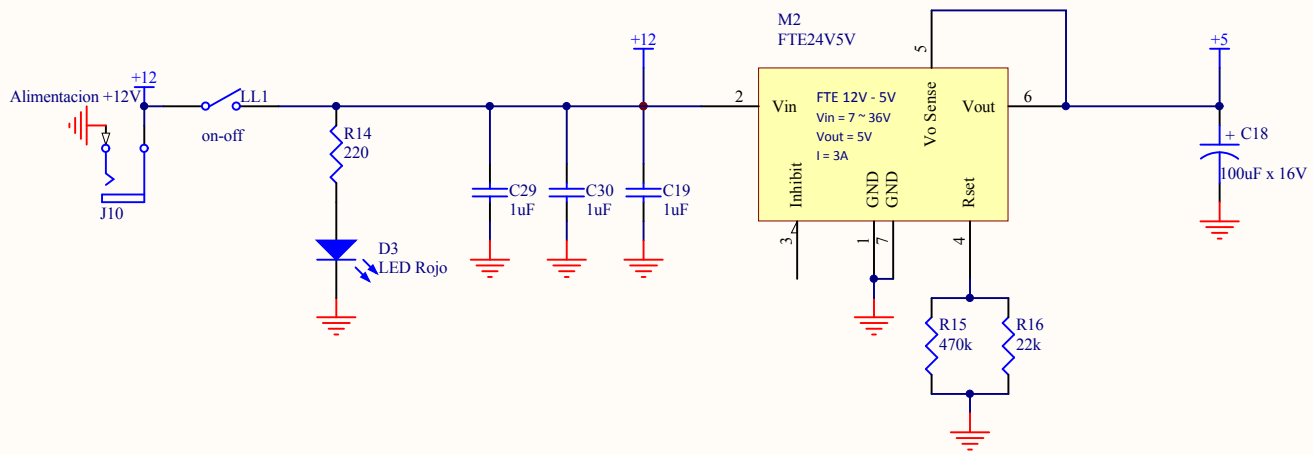 Alimentacion +12V
+12
J10
LL1
on-off
R14
220
D3
LED Rojo
C29
1uF
C30
1uF
C19
1uF
+12
M2
FTE24V5V
2
Vin
FTE 12V - 5V
Vin = 7 ~ 36V
Vout = 5V
I = 3A
5
Vo Sense
Vout
6
Inhibit
GND
GND
Rset
3
1
7
4
R15
470k
R16
22k
+5
+
C18
100uF x 16V